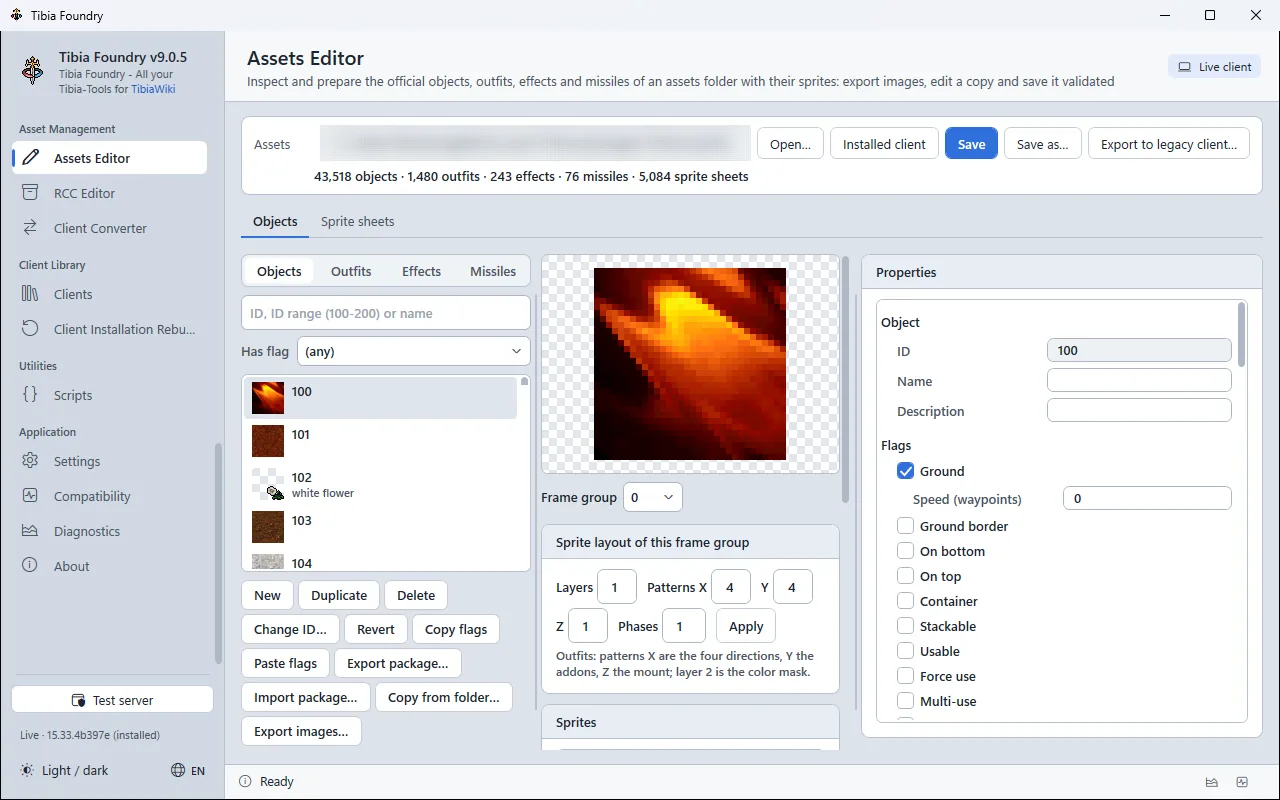 Tibia Foundry
Tibia Foundry v9.0.5
Tibia Foundry - All your
Tibia-Tools for TibiaWiki
Asset Management
Assets Editor
RCC Editor
Client Converter
Client Library
Clients
Client Installation Rebu...
Utilities
Scripts
Application
Settings
Compatibility
Diagnostics
About
Test server
Live · 15.33.4b397e (installed)
Light / dark
EN
Assets Editor
Inspect and prepare the official objects, outfits, effects and missiles of an assets folder with their sprites: export images, edit a copy and save it validated
Live client
Assets
Open...
Installed client
Save
Save as...
Export to legacy client...
43,518 objects · 1,480 outfits · 243 effects · 76 missiles · 5,084 sprite sheets
Objects
Sprite sheets
Objects
Outfits
Effects
Missiles
ID, ID range (100-200) or name
Has flag
(any)
100
101
102
white flower
103
104
New
Duplicate
Delete
Change ID...
Revert
Copy flags
Paste flags
Export package...
Import package...
Copy from folder...
Export images...
Frame group
0
Sprite layout of this frame group
Layers 1 Patterns X 4 Y 4
Z 1 Phases 1 Apply
Outfits: patterns X are the four directions, Y the
addons, Z the mount; layer 2 is the color mask.
Sprites
Properties
Object
ID 100
Name
Description
Flags
Ground
Speed (waypoints) 0
Ground border
On bottom
On top
Container
Stackable
Usable
Force use
Multi-use
Ready